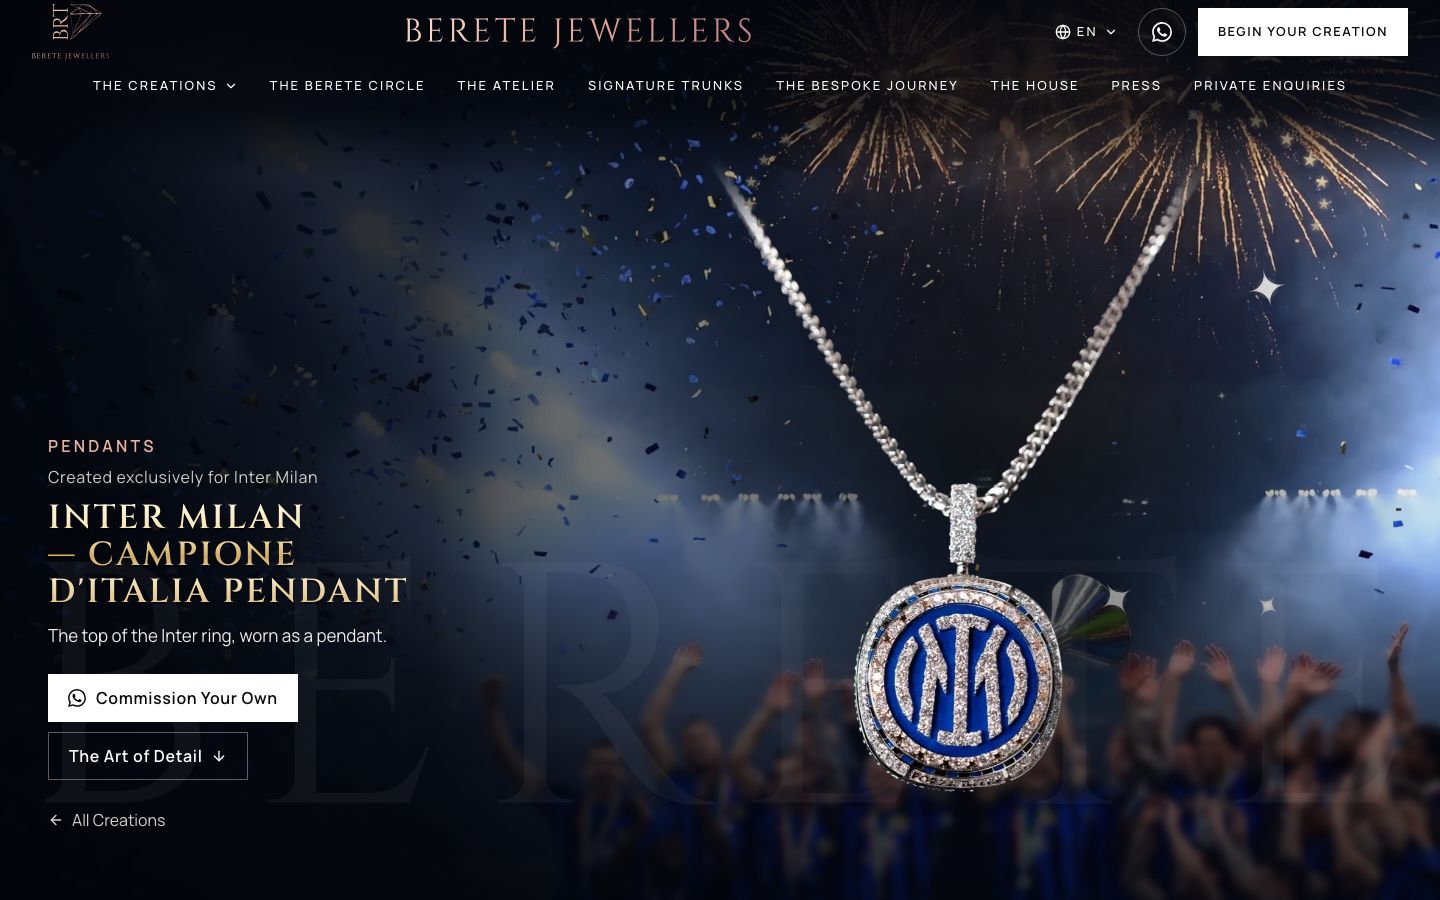 BRT
BERETE JEWELLERS
BERETE JEWELLERS
EN
BEGIN YOUR CREATION
THE CREATIONS
THE BERETE CIRCLE
THE ATELIER
SIGNATURE TRUNKS
THE BESPOKE JOURNEY
THE HOUSE
PRESS
PRIVATE ENQUIRIES
PENDANTS
Created exclusively for Inter Milan
INTER MILAN
— CAMPIONE
D'ITALIA PENDANT
The top of the Inter ring, worn as a pendant.
Commission Your Own
The Art of Detail
All Creations
BERETE
IM